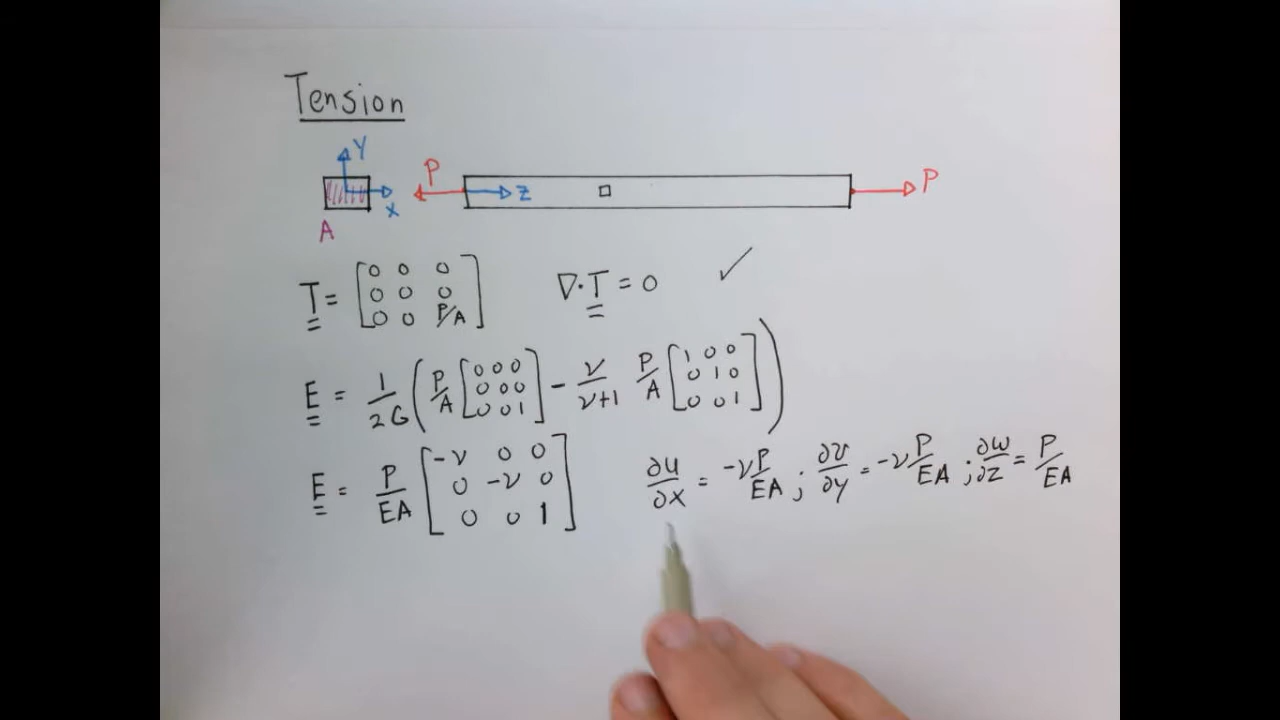 Tension
Y
P
z
P
x
A
T = [0 0 0; 0 0 0; 0 0 P/A]   ∇·T = 0   ✓
E = 1/2G (P/A [0 0 0; 0 0 0; 0 0 1] - ν/ν+1 P/A [1 0 0; 0 1 0; 0 0 1])
E = P/EA [-ν 0 0; 0 -ν 0; 0 0 1]   ∂u/∂x = -νP/EA ; ∂v/∂y = -νP/EA ; ∂w/∂z = P/EA